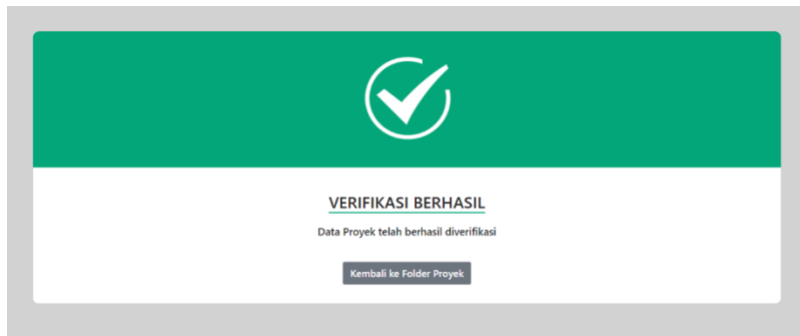 VERIFIKASI BERHASIL
Data Proyek telah berhasil diverifikasi
Kembali ke Folder Proyek